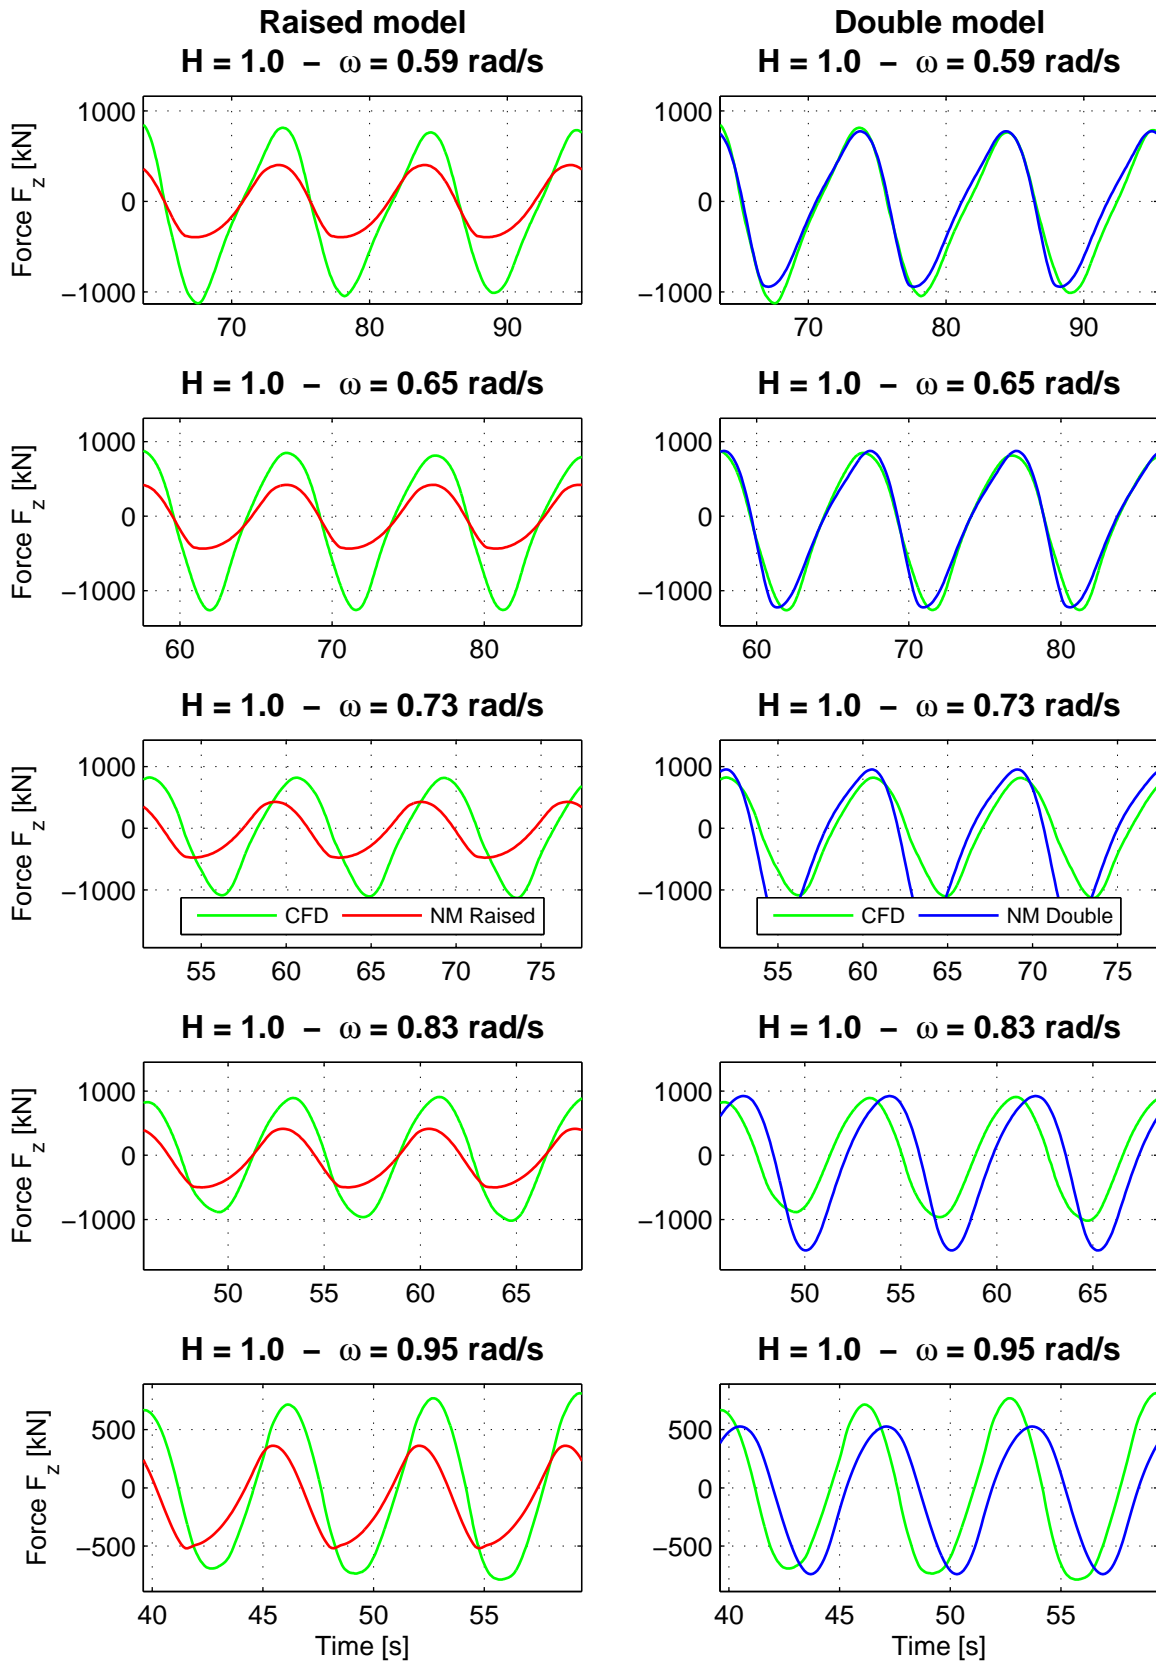 Raised model
Double model
H = 1.0 − ω = 0.59 rad/s
H = 1.0 − ω = 0.59 rad/s
Force F_z [kN]
1000
0
−1000
70
80
90
1000
0
−1000
70
80
90
H = 1.0 − ω = 0.65 rad/s
H = 1.0 − ω = 0.65 rad/s
Force F_z [kN]
1000
0
−1000
60
70
80
1000
0
−1000
60
70
80
H = 1.0 − ω = 0.73 rad/s
H = 1.0 − ω = 0.73 rad/s
Force F_z [kN]
1000
0
−1000
CFD
NM Raised
55
60
65
70
75
1000
0
−1000
CFD
NM Double
55
60
65
70
75
H = 1.0 − ω = 0.83 rad/s
H = 1.0 − ω = 0.83 rad/s
Force F_z [kN]
1000
0
−1000
50
55
60
65
1000
0
−1000
50
55
60
65
H = 1.0 − ω = 0.95 rad/s
H = 1.0 − ω = 0.95 rad/s
Force F_z [kN]
500
0
−500
40
45
50
55
Time [s]
500
0
−500
40
45
50
55
Time [s]